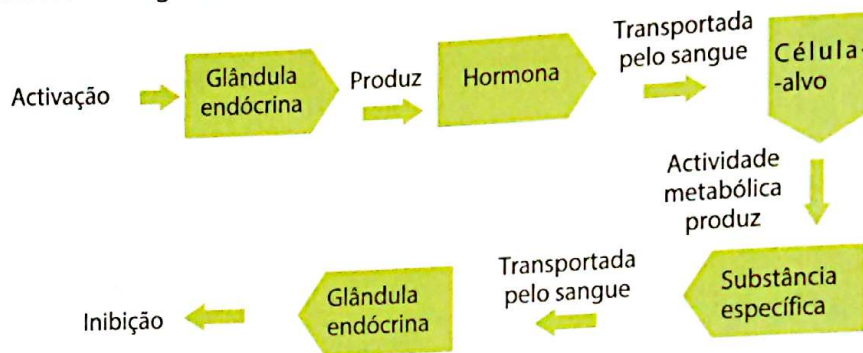 Activação
Glândula
endócrina
Produz
Hormona
Transportada
pelo sangue
Célula-
-alvo
Actividade
metabólica
produz
Substância
específica
Transportada
pelo sangue
Glândula
endócrina
Inibição